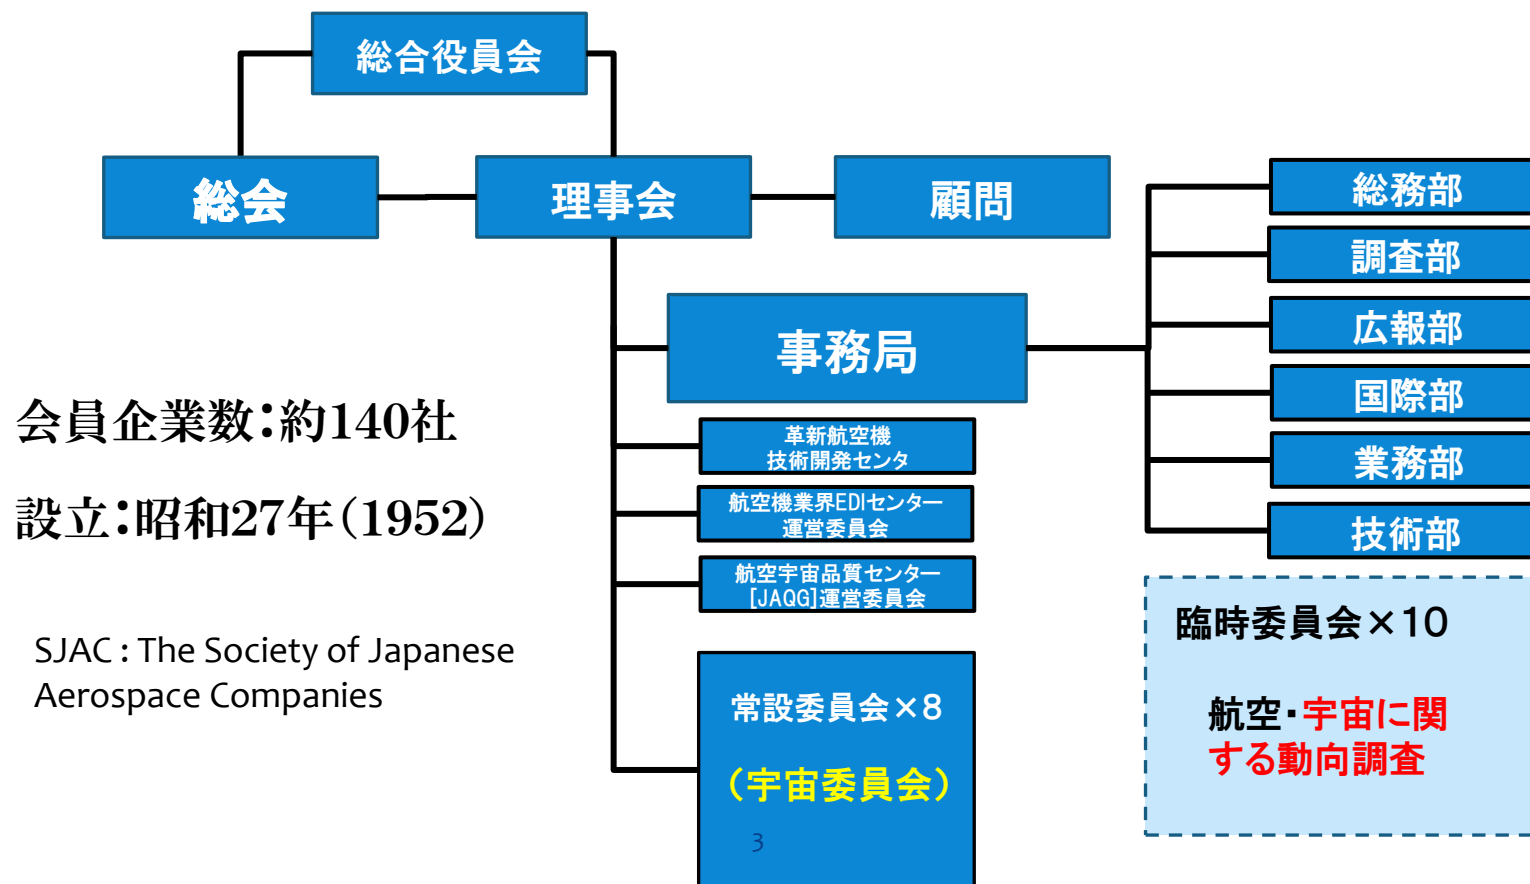 総合役員会
総会
理事会
顧問
事務局
総務部
調査部
広報部
国際部
業務部
技術部
会員企業数：約140社
設立：昭和27年（1952）
SJAC : The Society of Japanese
Aerospace Companies
革新航空機
技術開発センタ
航空機業界EDIセンター
運営委員会
航空宇宙品質センター
[JAQG]運営委員会
常設委員会×8
（宇宙委員会）
3
臨時委員会×10
航空・宇宙に関
する動向調査